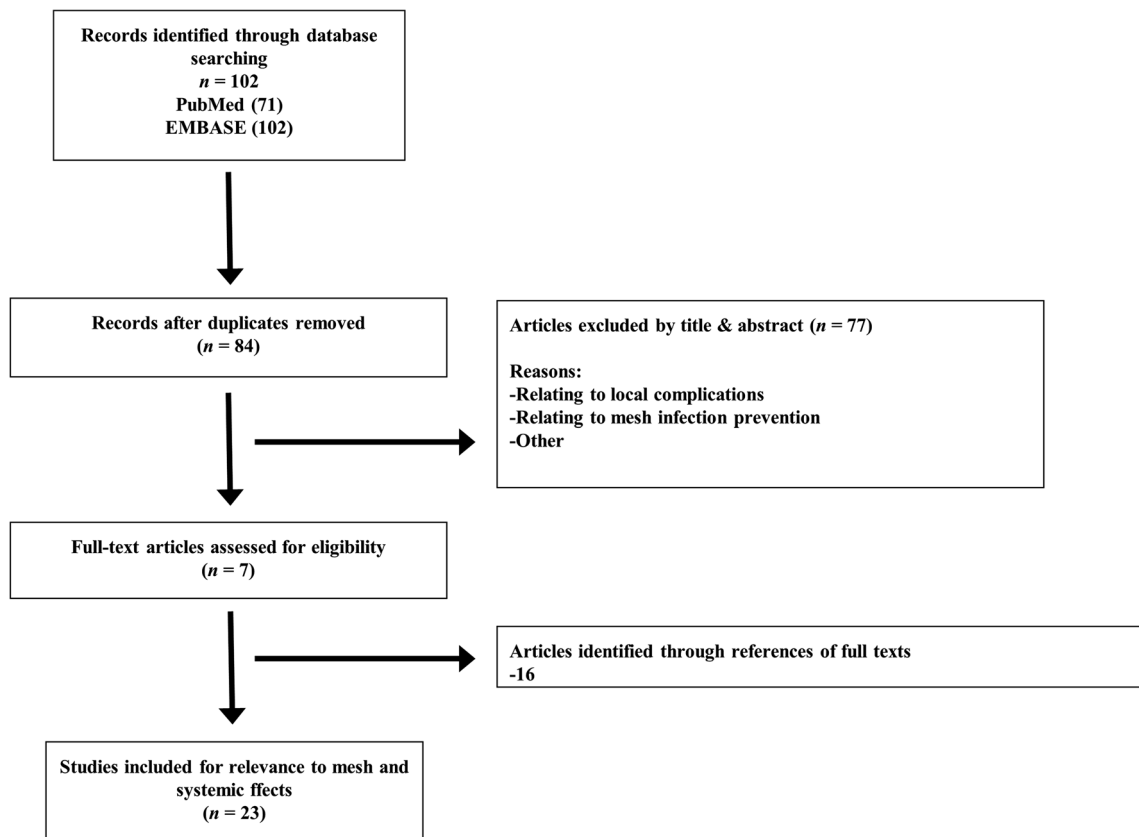 Records identified through database
searching
n = 102
PubMed (71)
EMBASE (102)
Records after duplicates removed
(n = 84)
Articles excluded by title & abstract (n = 77)
Reasons:
-Relating to local complications
-Relating to mesh infection prevention
-Other
Full-text articles assessed for eligibility
(n = 7)
Articles identified through references of full texts
-16
Studies included for relevance to mesh and
systemic ffects
(n = 23)